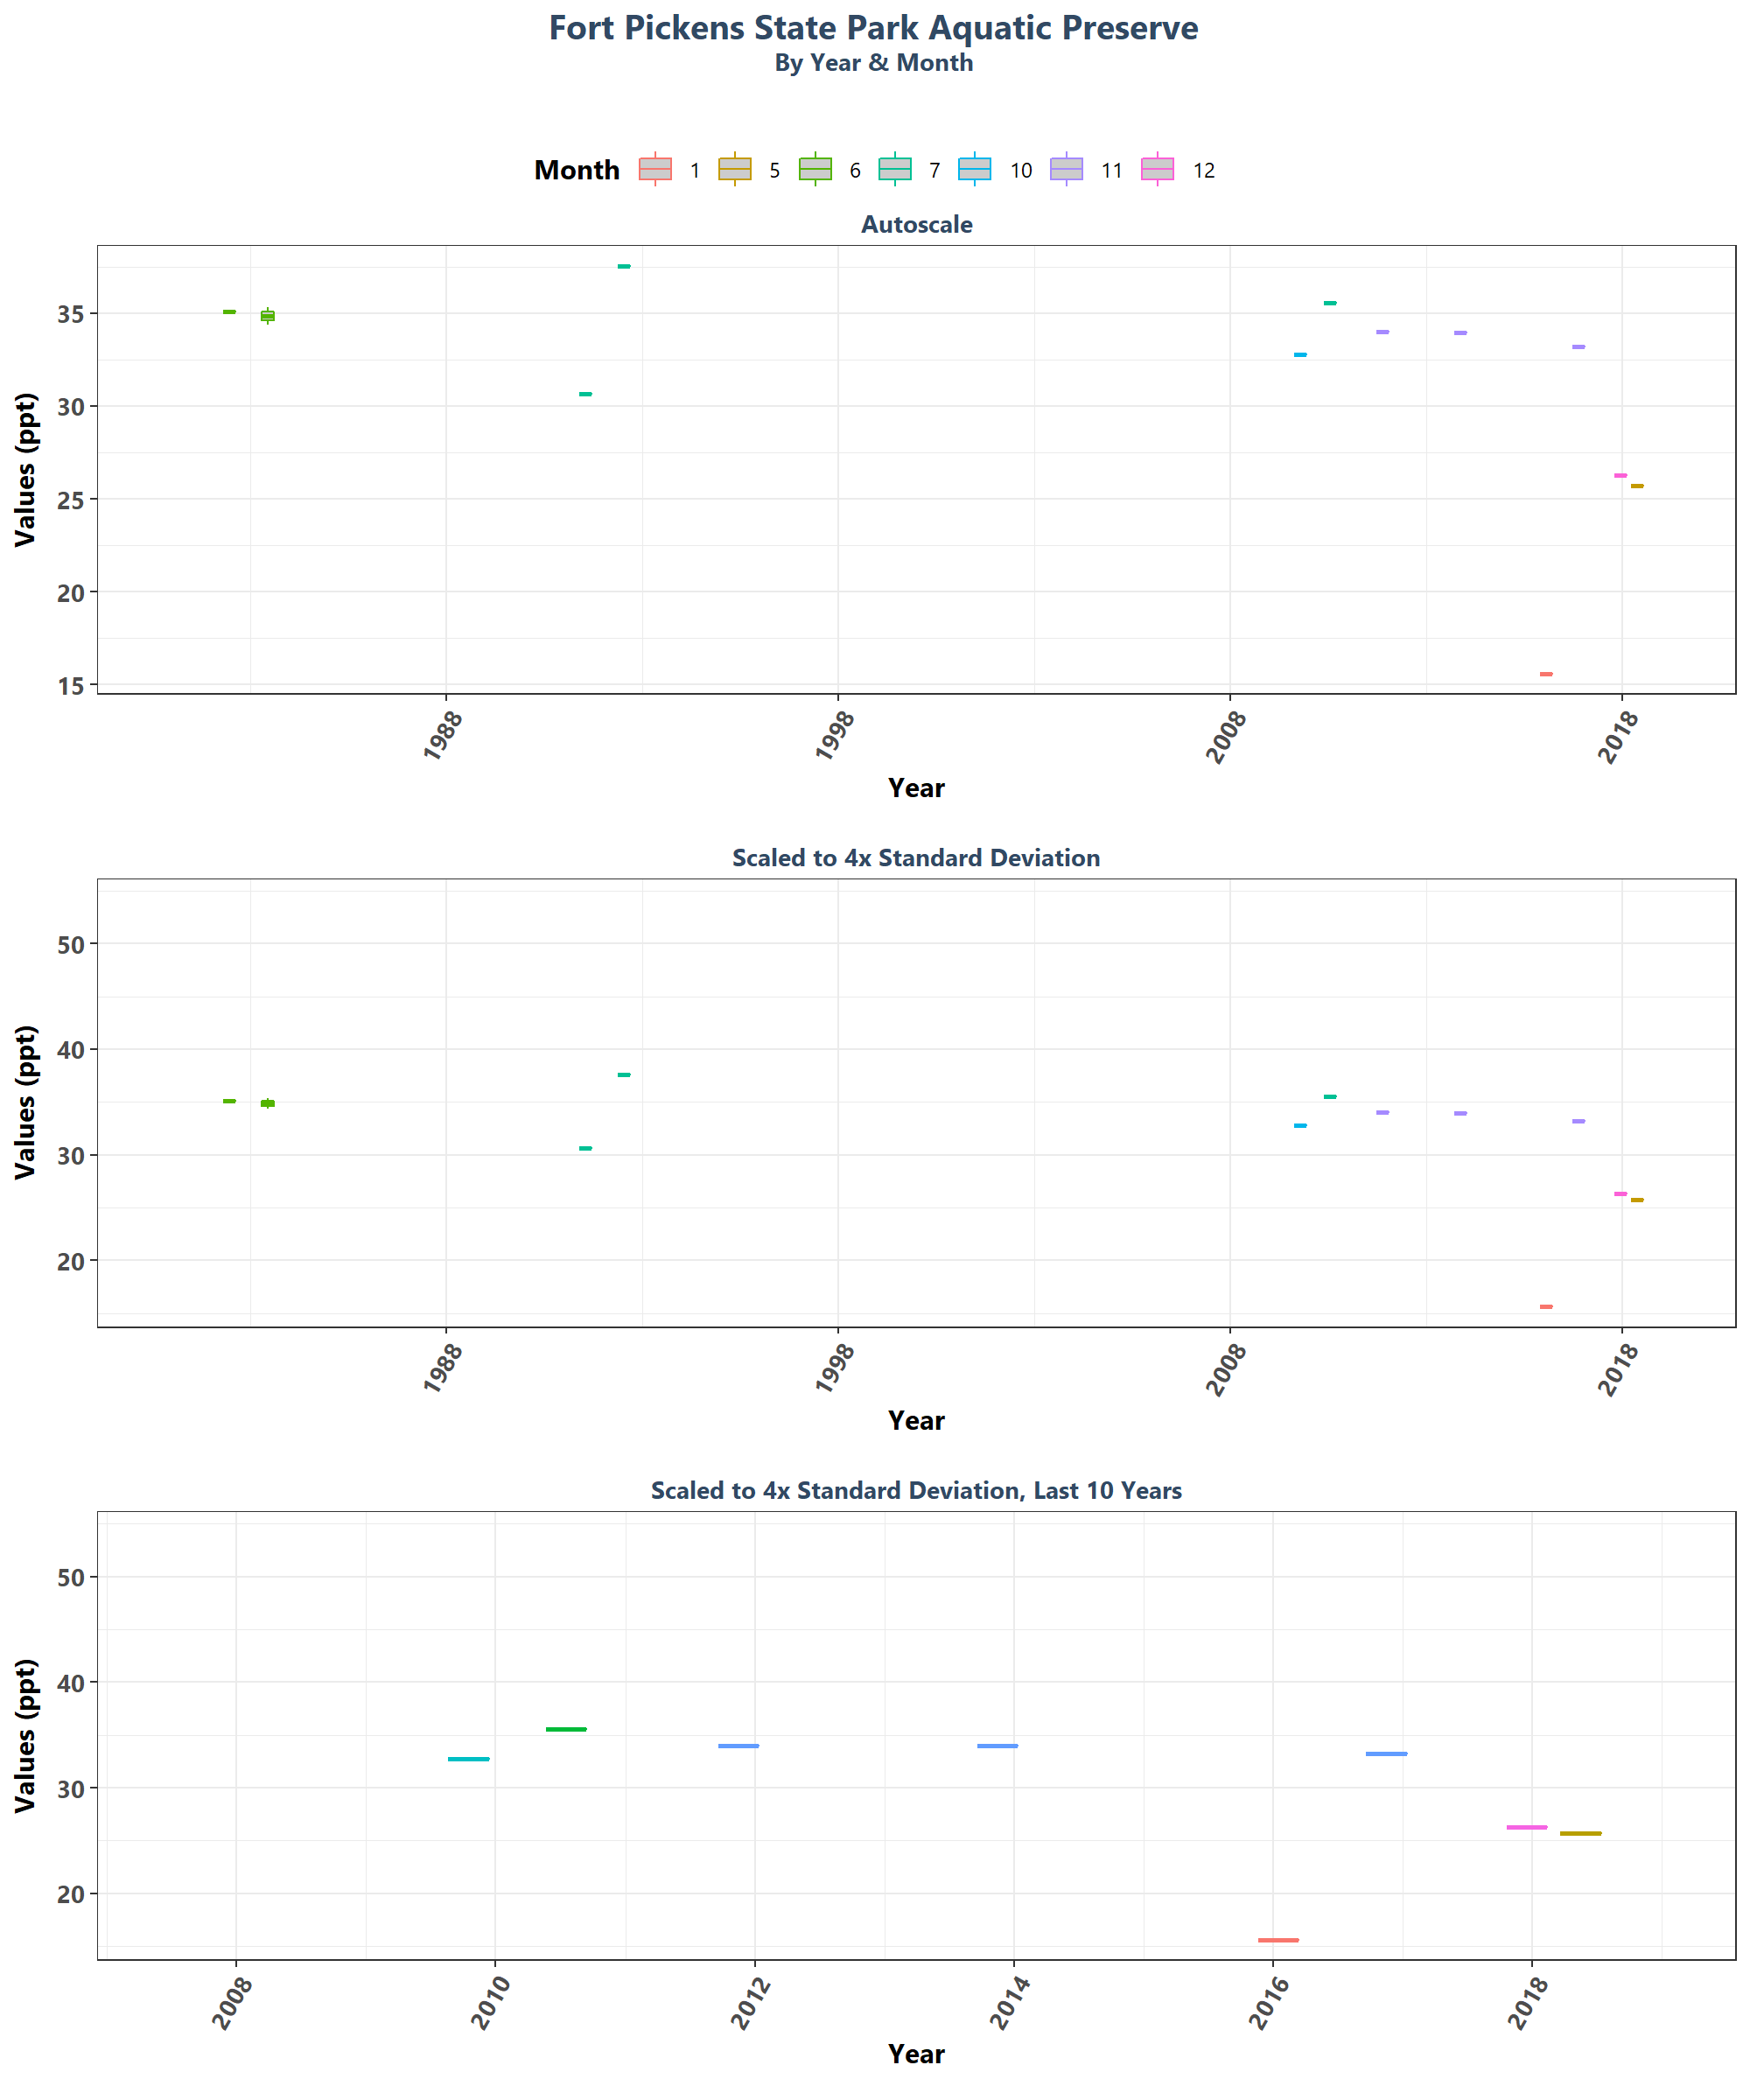 Fort Pickens State Park Aquatic Preserve
By Year & Month
Month 1 5 6 7 10 11 12
Autoscale
Values (ppt)
35
30
25
20
15
1988 1998 2008 2018
Year
Scaled to 4x Standard Deviation
Values (ppt)
50
40
30
20
1988 1998 2008 2018
Year
Scaled to 4x Standard Deviation, Last 10 Years
Values (ppt)
50
40
30
20
2008 2010 2012 2014 2016 2018
Year